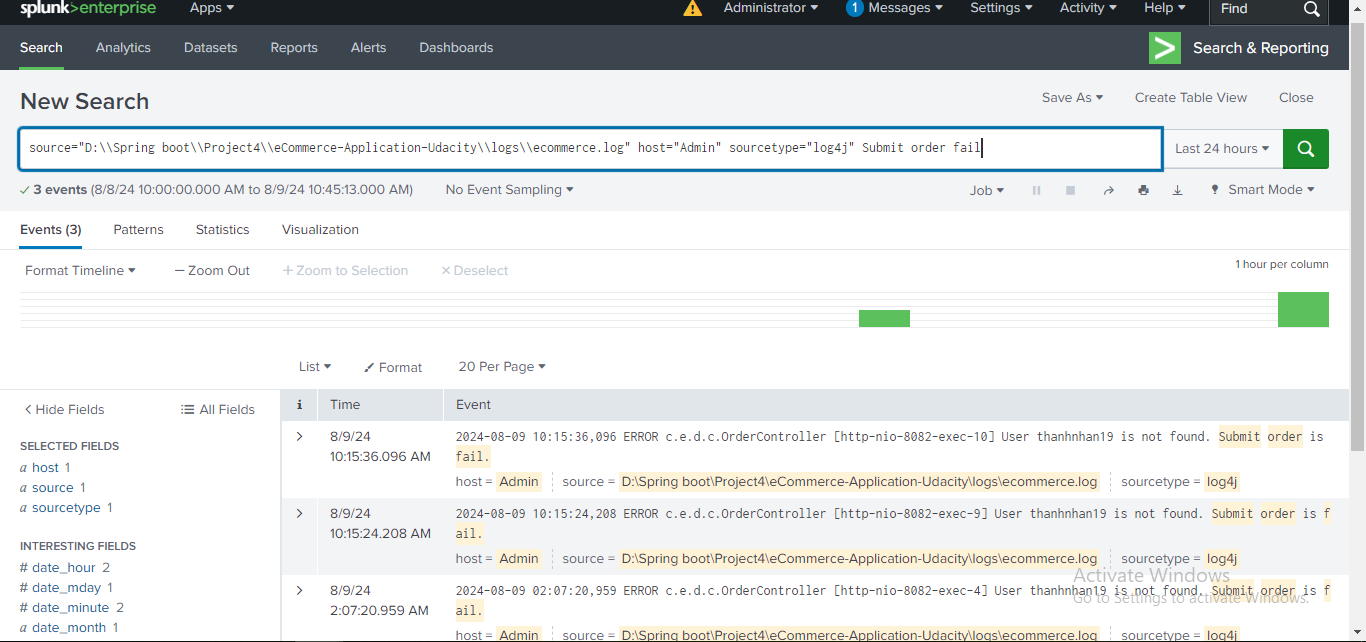 splunk>enterprise Apps Administrator 1 Messages Settings Activity Help Find
Search Analytics Datasets Reports Alerts Dashboards Search & Reporting
New Search Save As Create Table View Close
source="D:\\Spring boot\\Project4\\eCommerce-Application-Udacity\\logs\\ecommerce.log" host="Admin" sourcetype="log4j" Submit order fail Last 24 hours
3 events (8/8/24 10:00:00.000 AM to 8/9/24 10:45:13.000 AM) No Event Sampling Job Smart Mode
Events (3) Patterns Statistics Visualization
Format Timeline — Zoom Out + Zoom to Selection × Deselect 1 hour per column
List Format 20 Per Page
< Hide Fields All Fields
SELECTED FIELDS
a host 1
a source 1
a sourcetype 1
INTERESTING FIELDS
# date_hour 2
# date_mday 1
# date_minute 2
a date_month 1
i Time Event
> 8/9/24 2024-08-09 10:15:36,096 ERROR c.e.d.c.OrderController [http-nio-8082-exec-10] User thanhnhan19 is not found. Submit order is
10:15:36.096 AM fail.
host = Admin source = D:\Spring boot\Project4\eCommerce-Application-Udacity\logs\ecommerce.log sourcetype = log4j
> 8/9/24 2024-08-09 10:15:24,208 ERROR c.e.d.c.OrderController [http-nio-8082-exec-9] User thanhnhan19 is not found. Submit order is f
10:15:24.208 AM ail.
host = Admin source = D:\Spring boot\Project4\eCommerce-Application-Udacity\logs\ecommerce.log sourcetype = log4j
> 8/9/24 2024-08-09 02:07:20,959 ERROR c.e.d.c.OrderController [http-nio-8082-exec-4] User thanhnhan19 is not found. Submit order is f
2:07:20.959 AM ail.
host = Admin source = D:\Spring boot\Project4\eCommerce-Application-Udacity\logs\ecommerce.log sourcetype = log4j
Activate Windows
Go to Settings to activate Windows.